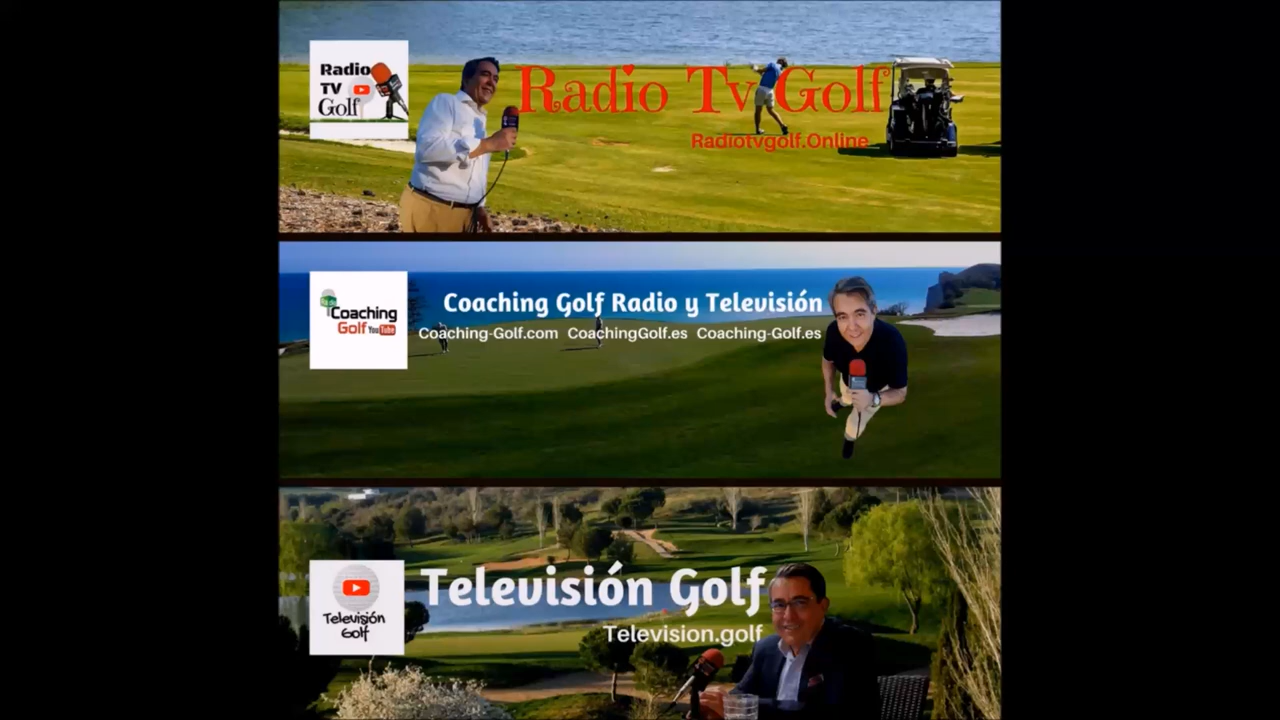 Radio
TV
Golf
Radio Tv Golf
Radiotvgolf.Online
Coaching
Golf YouTube
Coaching Golf Radio y Televisión
Coaching-Golf.com CoachingGolf.es Coaching-Golf.es
Televisión
Golf
Televisión Golf
Television.golf